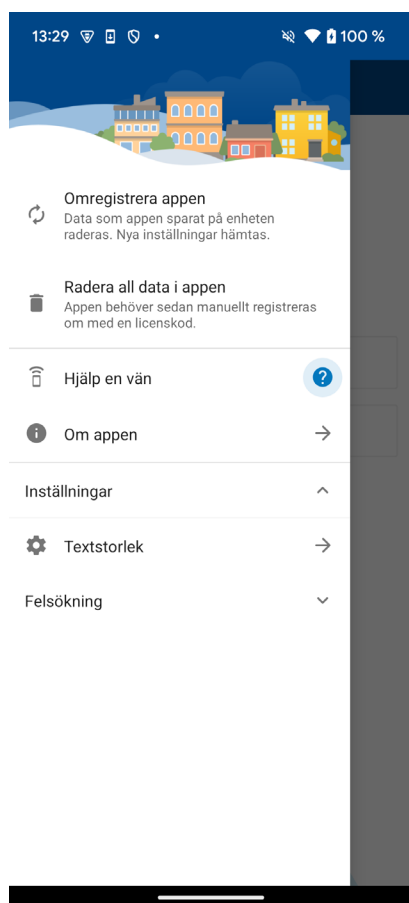 13:29 100 %
Omregistrera appen
Data som appen sparat på enheten
raderas. Nya inställningar hämtas.
Radera all data i appen
Appen behöver sedan manuellt registreras
om med en licenskod.
Hjälp en vän ?
Om appen
Inställningar
Textstorlek
Felsökning